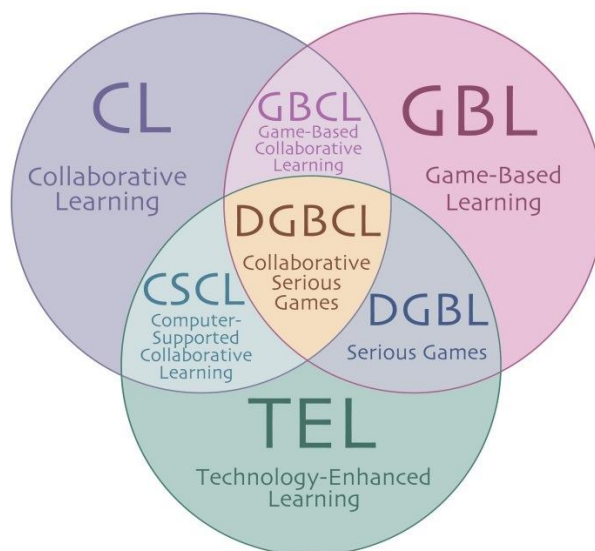 CL
Collaborative
Learning
GBCL
Game-Based
Collaborative
Learning
GBL
Game-Based
Learning
DGBCL
Collaborative
Serious
Games
CSCL
Computer-
Supported
Collaborative
Learning
DGBL
Serious Games
TEL
Technology-Enhanced
Learning